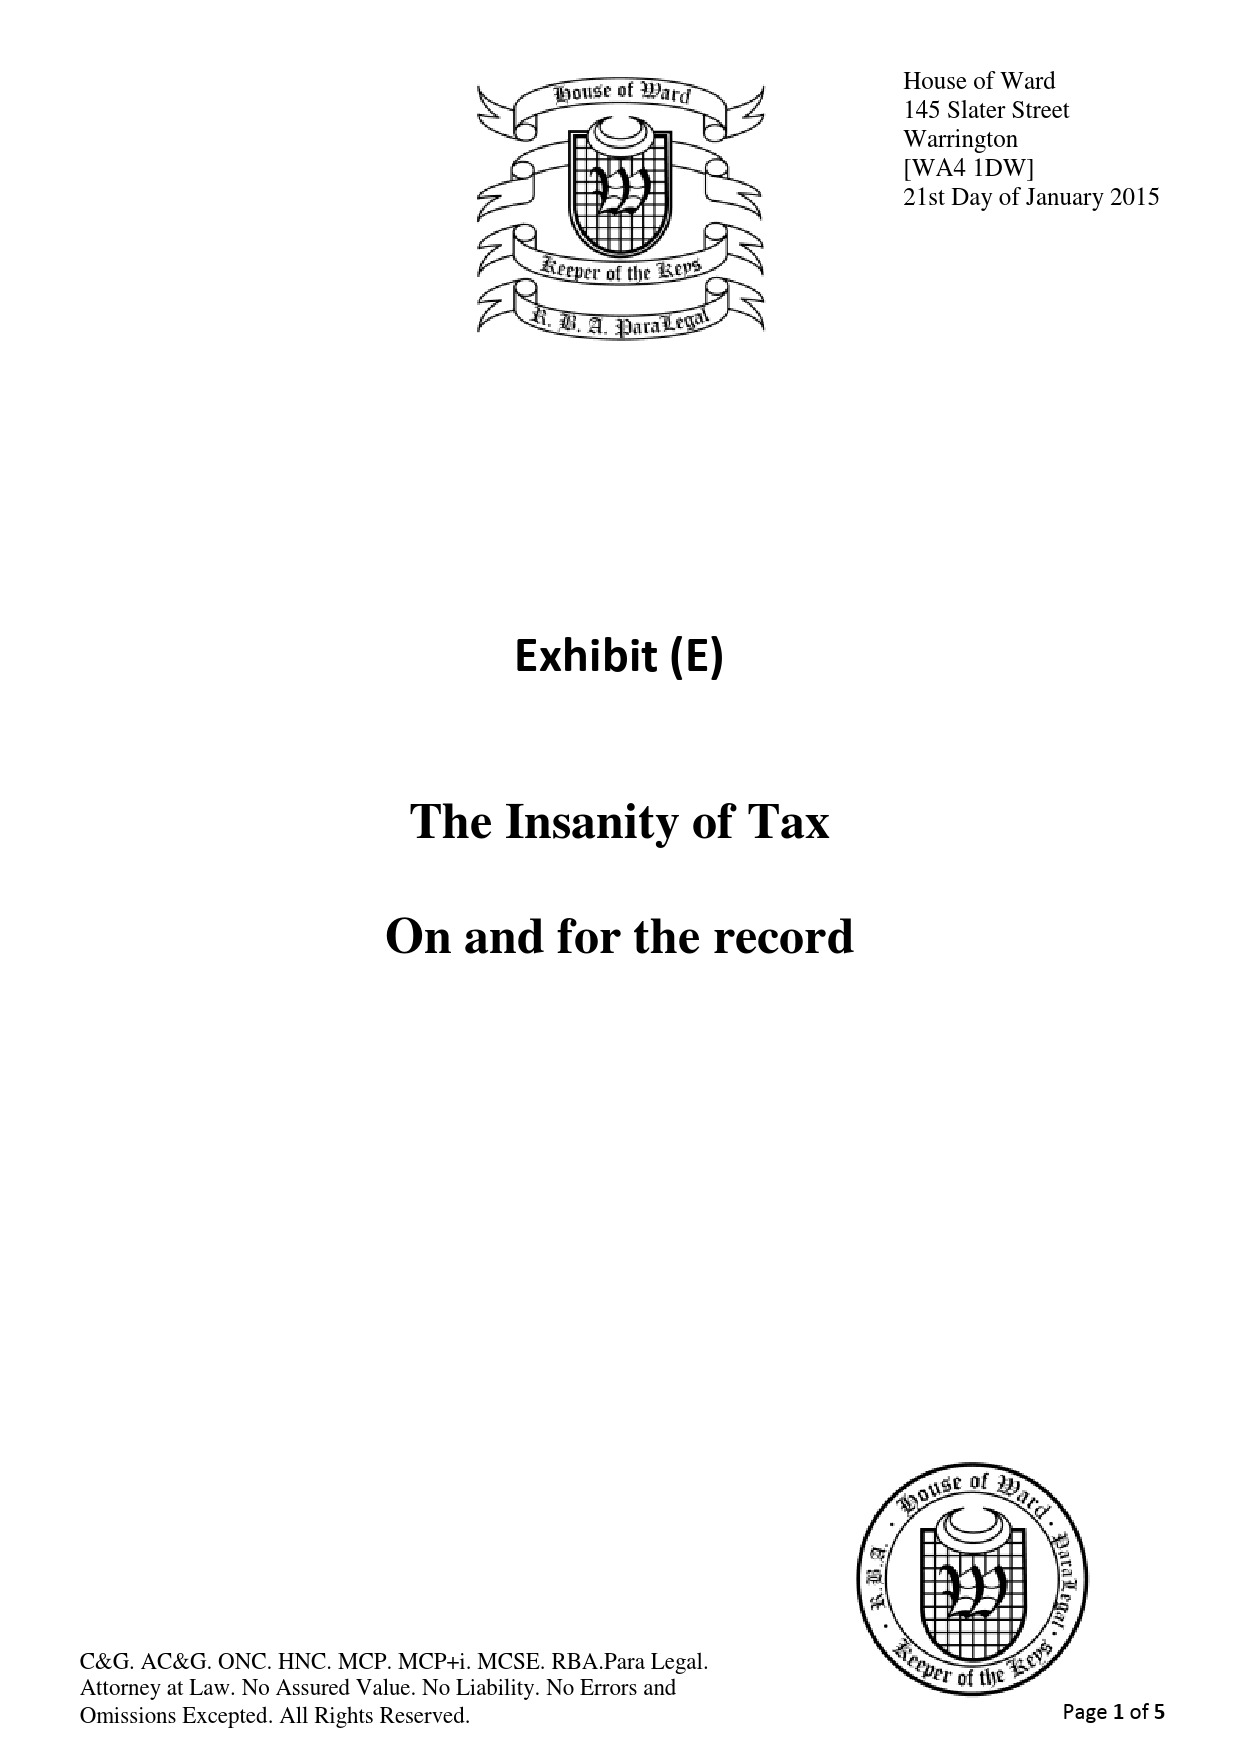 House of Ward
Keeper of the Keys
R. B. A. ParaLegal
House of Ward
145 Slater Street
Warrington
[WA4 1DW]
21st Day of January 2015
Exhibit (E)
The Insanity of Tax
On and for the record
R.B.A. · House of Ward · ParaLegal ·
Keeper of the Keys ·
W
C&G. AC&G. ONC. HNC. MCP. MCP+i. MCSE. RBA.Para Legal.
Attorney at Law. No Assured Value. No Liability. No Errors and
Omissions Excepted. All Rights Reserved.
Page 1 of 5